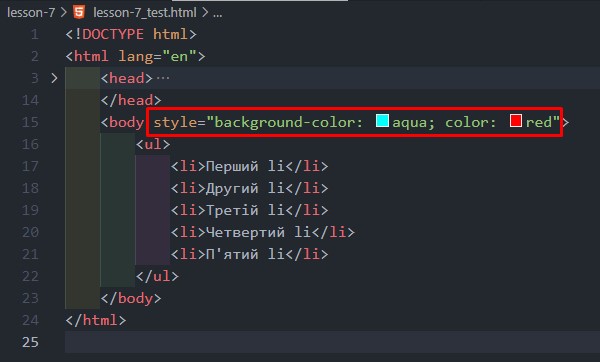 lesson-7 > lesson-7_test.html > ...
1 <!DOCTYPE html>
2 <html lang="en">
3 <head>...
14 </head>
15 <body style="background-color: aqua; color: red">
16 <ul>
17 <li>Перший li</li>
18 <li>Другий li</li>
19 <li>Третій li</li>
20 <li>Четвертий li</li>
21 <li>П'ятий li</li>
22 </ul>
23 </body>
24 </html>
25